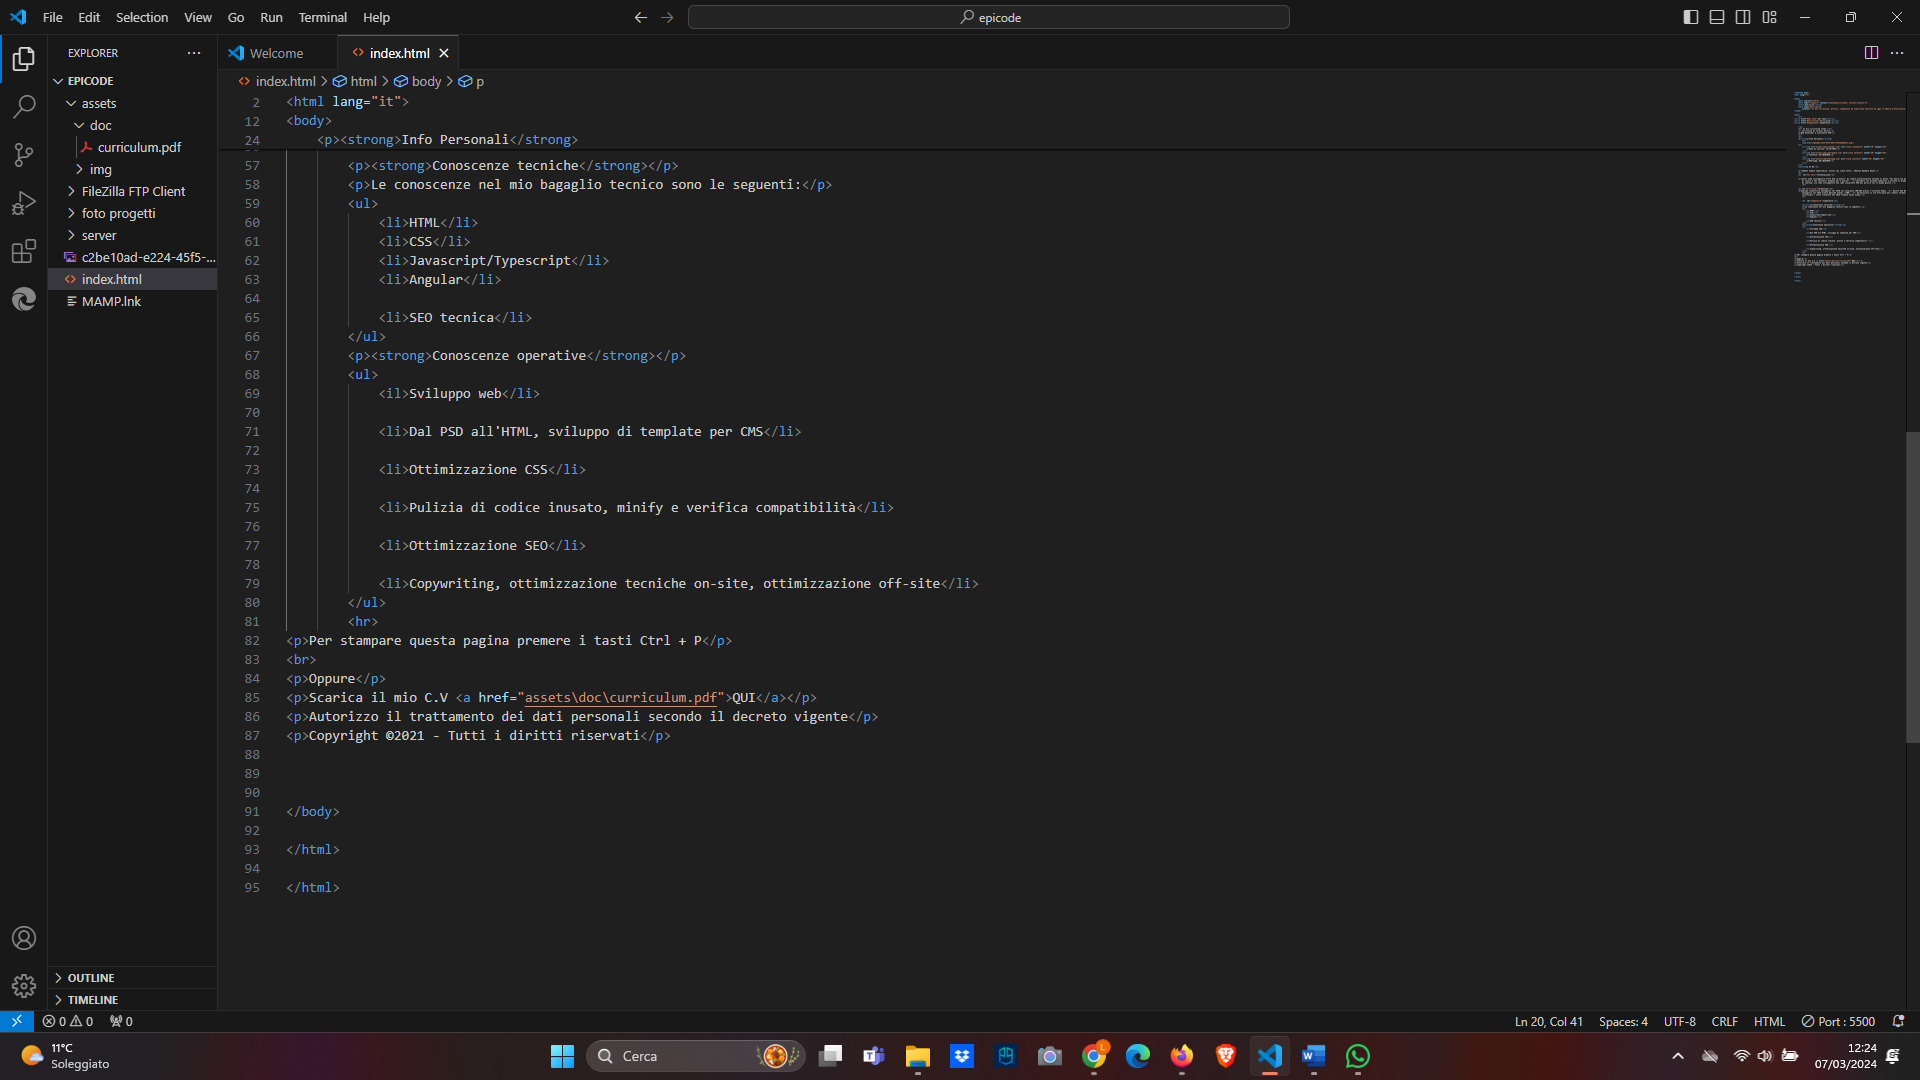 File Edit Selection View Go Run Terminal Help
epicode
EXPLORER
EPICODE
assets
doc
curriculum.pdf
img
FileZilla FTP Client
foto progetti
server
c2be10ad-e224-45f5-...
index.html
MAMP.lnk
OUTLINE
TIMELINE
Welcome
index.html
index.html > html > body > p
2 <html lang="it">
12 <body>
24 <p><strong>Info Personali</strong>
57 <p><strong>Conoscenze tecniche</strong></p>
58 <p>Le conoscenze nel mio bagaglio tecnico sono le seguenti:</p>
59 <ul>
60 <li>HTML</li>
61 <li>CSS</li>
62 <li>Javascript/Typescript</li>
63 <li>Angular</li>
64
65 <li>SEO tecnica</li>
66 </ul>
67 <p><strong>Conoscenze operative</strong></p>
68 <ul>
69 <il>Sviluppo web</li>
70
71 <li>Dal PSD all'HTML, sviluppo di template per CMS</li>
72
73 <li>Ottimizzazione CSS</li>
74
75 <li>Pulizia di codice inusato, minify e verifica compatibilità</li>
76
77 <li>Ottimizzazione SEO</li>
78
79 <li>Copywriting, ottimizzazione tecniche on-site, ottimizzazione off-site</li>
80 </ul>
81 <hr>
82 <p>Per stampare questa pagina premere i tasti Ctrl + P</p>
83 <br>
84 <p>Oppure</p>
85 <p>Scarica il mio C.V <a href="assets\doc\curriculum.pdf">QUI</a></p>
86 <p>Autorizzo il trattamento dei dati personali secondo il decreto vigente</p>
87 <p>Copyright ©2021 - Tutti i diritti riservati</p>
88
89
90
91 </body>
92
93 </html>
94
95 </html>
0 0 0
Ln 20, Col 41 Spaces: 4 UTF-8 CRLF HTML Port : 5500
11°C
Soleggiato
Cerca
12:24
07/03/2024